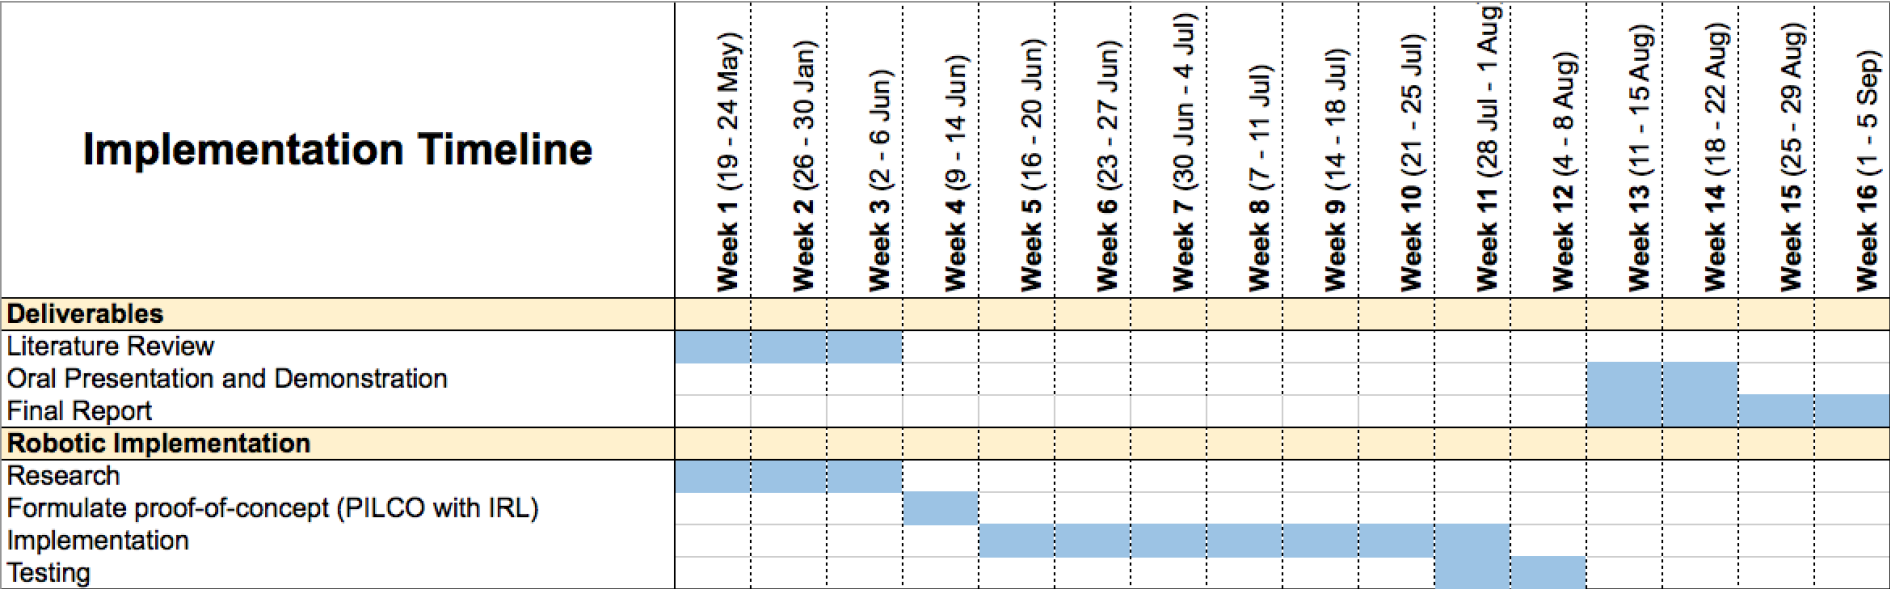 Implementation Timeline
Week 1 (19 - 24 May)
Week 2 (26 - 30 Jan)
Week 3 (2 - 6 Jun)
Week 4 (9 - 14 Jun)
Week 5 (16 - 20 Jun)
Week 6 (23 - 27 Jun)
Week 7 (30 Jun - 4 Jul)
Week 8 (7 - 11 Jul)
Week 9 (14 - 18 Jul)
Week 10 (21 - 25 Jul)
Week 11 (28 Jul - 1 Aug
Week 12 (4 - 8 Aug)
Week 13 (11 - 15 Aug)
Week 14 (18 - 22 Aug)
Week 15 (25 - 29 Aug)
Week 16 (1 - 5 Sep)
Deliverables
Literature Review
Oral Presentation and Demonstration
Final Report
Robotic Implementation
Research
Formulate proof-of-concept (PILCO with IRL)
Implementation
Testing